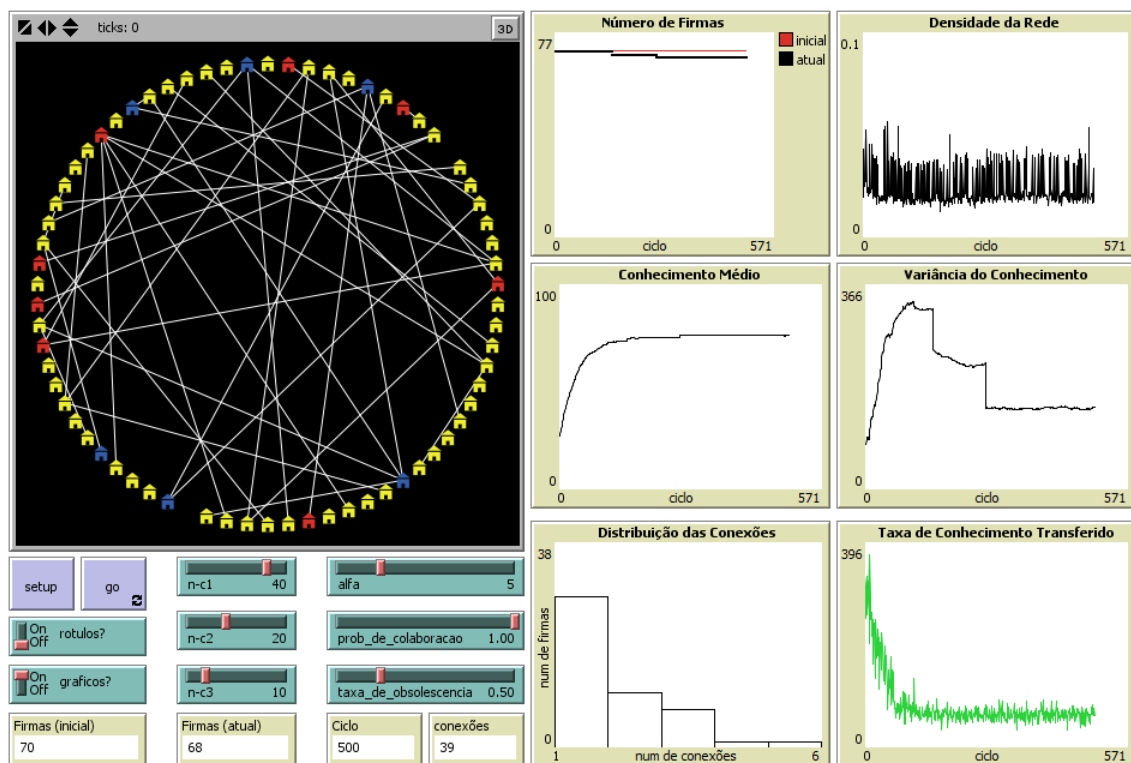 ticks: 0
3D
setup
go
On
Off
rotulos?
On
Off
graficos?
n-c1 40
n-c2 20
n-c3 10
alfa 5
prob_de_colaboracao 1.00
taxa_de_obsolescencia 0.50
Firmas (inicial)
70
Firmas (atual)
68
Ciclo
500
conexões
39
Número de Firmas
77
0
0 ciclo 571
inicial
atual
Densidade da Rede
0.1
0
0 ciclo 571
Conhecimento Médio
100
0
0 ciclo 571
Variância do Conhecimento
366
0
0 ciclo 571
Distribuição das Conexões
38
num de firmas
0
1 num de conexões 6
Taxa de Conhecimento Transferido
396
0
0 ciclo 571